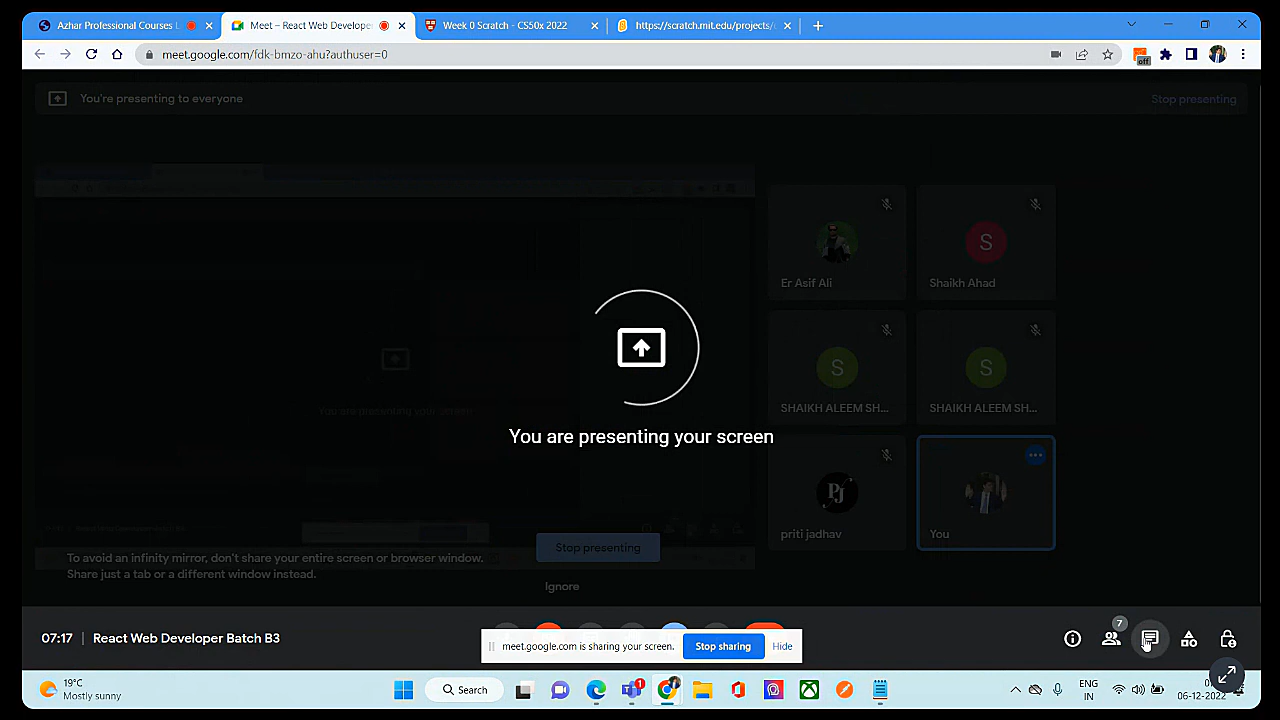 Azhar Professional Courses L
Meet – React Web Develope
Week 0 Scratch - CS50x 2022
https://scratch.mit.edu/projects/
meet.google.com/fdk-bmzo-ahu?authuser=0
off
You're presenting to everyone
Stop presenting
Er Asif Ali
S
Shaikh Ahad
S
SHAIKH ALEEM SH...
S
SHAIKH ALEEM SH...
You are presenting your screen
PJ
priti jadhav
You
Stop presenting
To avoid an infinity mirror, don't share your entire screen or browser window.
Share just a tab or a different window instead.
Ignore
07:17 | React Web Developer Batch B3
7
meet.google.com is sharing your screen.
Stop sharing
Hide
19°C
Mostly sunny
Search
1
ENG
IN
06-12-2022